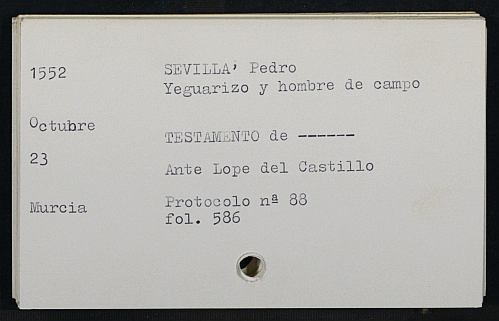 1552
SEVILLA, Pedro
Yeguarizo y hombre de campo
Octubre
TESTAMENTO de ------
23
Ante Lope del Castillo
Murcia
Protocolo nª 88
fol. 586